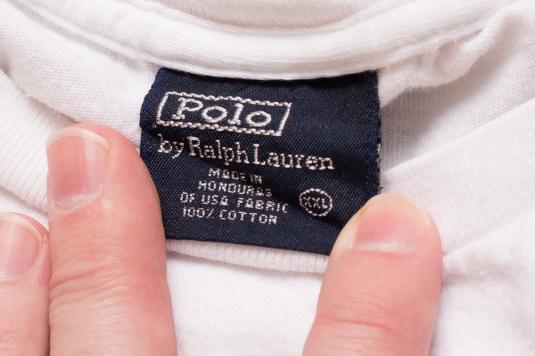 Polo
by Ralph Lauren
MADE IN
HONDURAS
OF USA FABRIC
100% COTTON
XXL